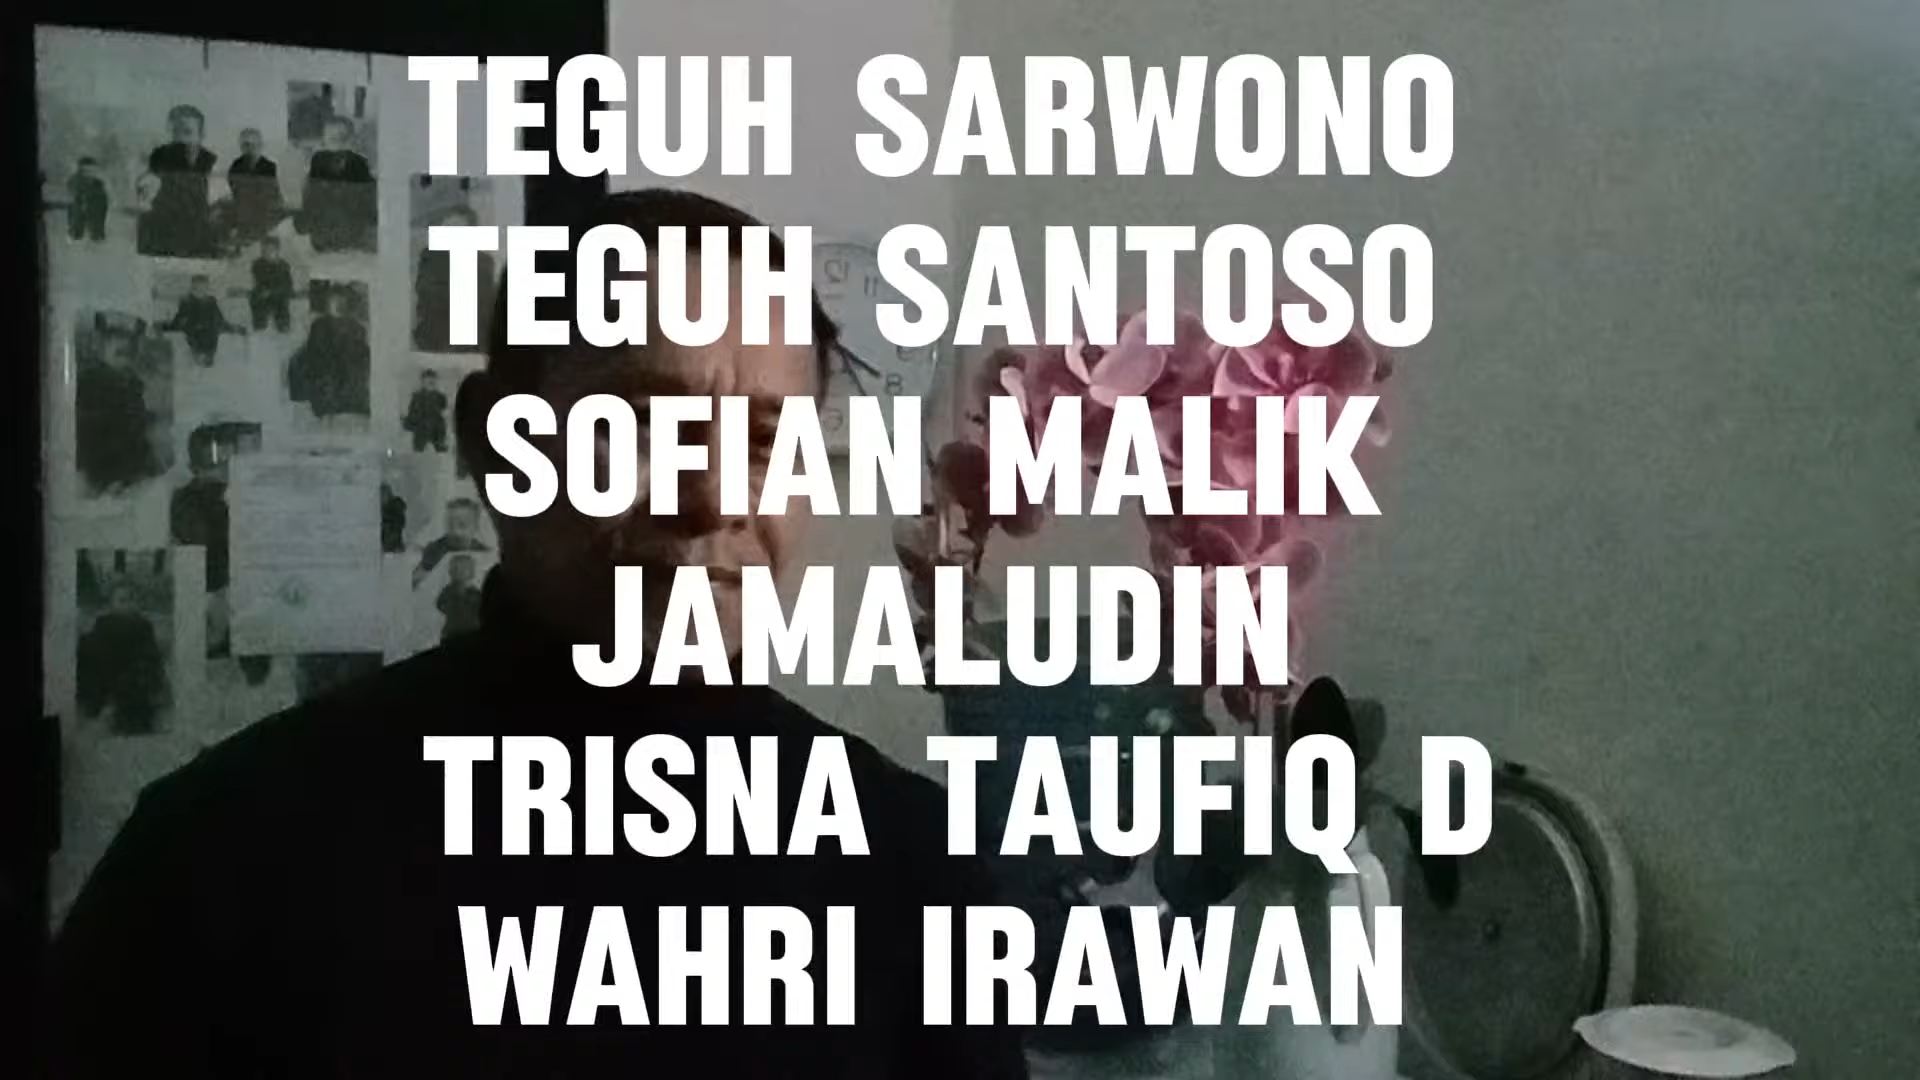 TEGUH SARWONO
TEGUH SANTOSO
SOFIAN MALIK
JAMALUDIN
TRISNA TAUFIQ D
WAHRI IRAWAN